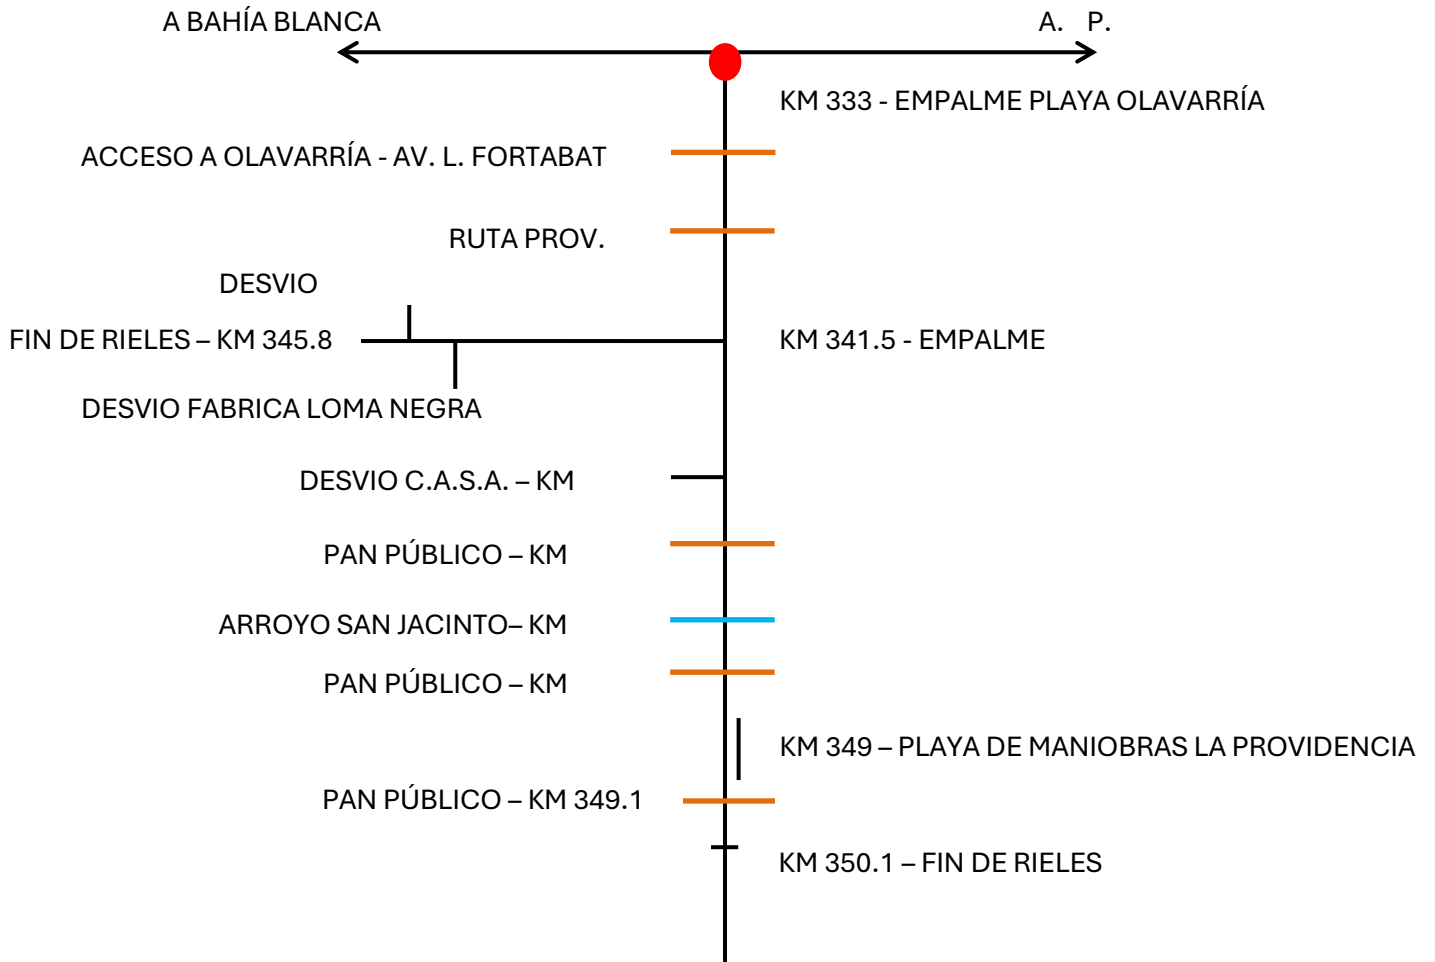 A BAHÍA BLANCA
A. P.
KM 333 - EMPALME PLAYA OLAVARRÍA
ACCESO A OLAVARRÍA - AV. L. FORTABAT
RUTA PROV.
DESVIO
FIN DE RIELES – KM 345.8
KM 341.5 - EMPALME
DESVIO FABRICA LOMA NEGRA
DESVIO C.A.S.A. – KM
PAN PÚBLICO – KM
ARROYO SAN JACINTO– KM
PAN PÚBLICO – KM
KM 349 – PLAYA DE MANIOBRAS LA PROVIDENCIA
PAN PÚBLICO – KM 349.1
KM 350.1 – FIN DE RIELES